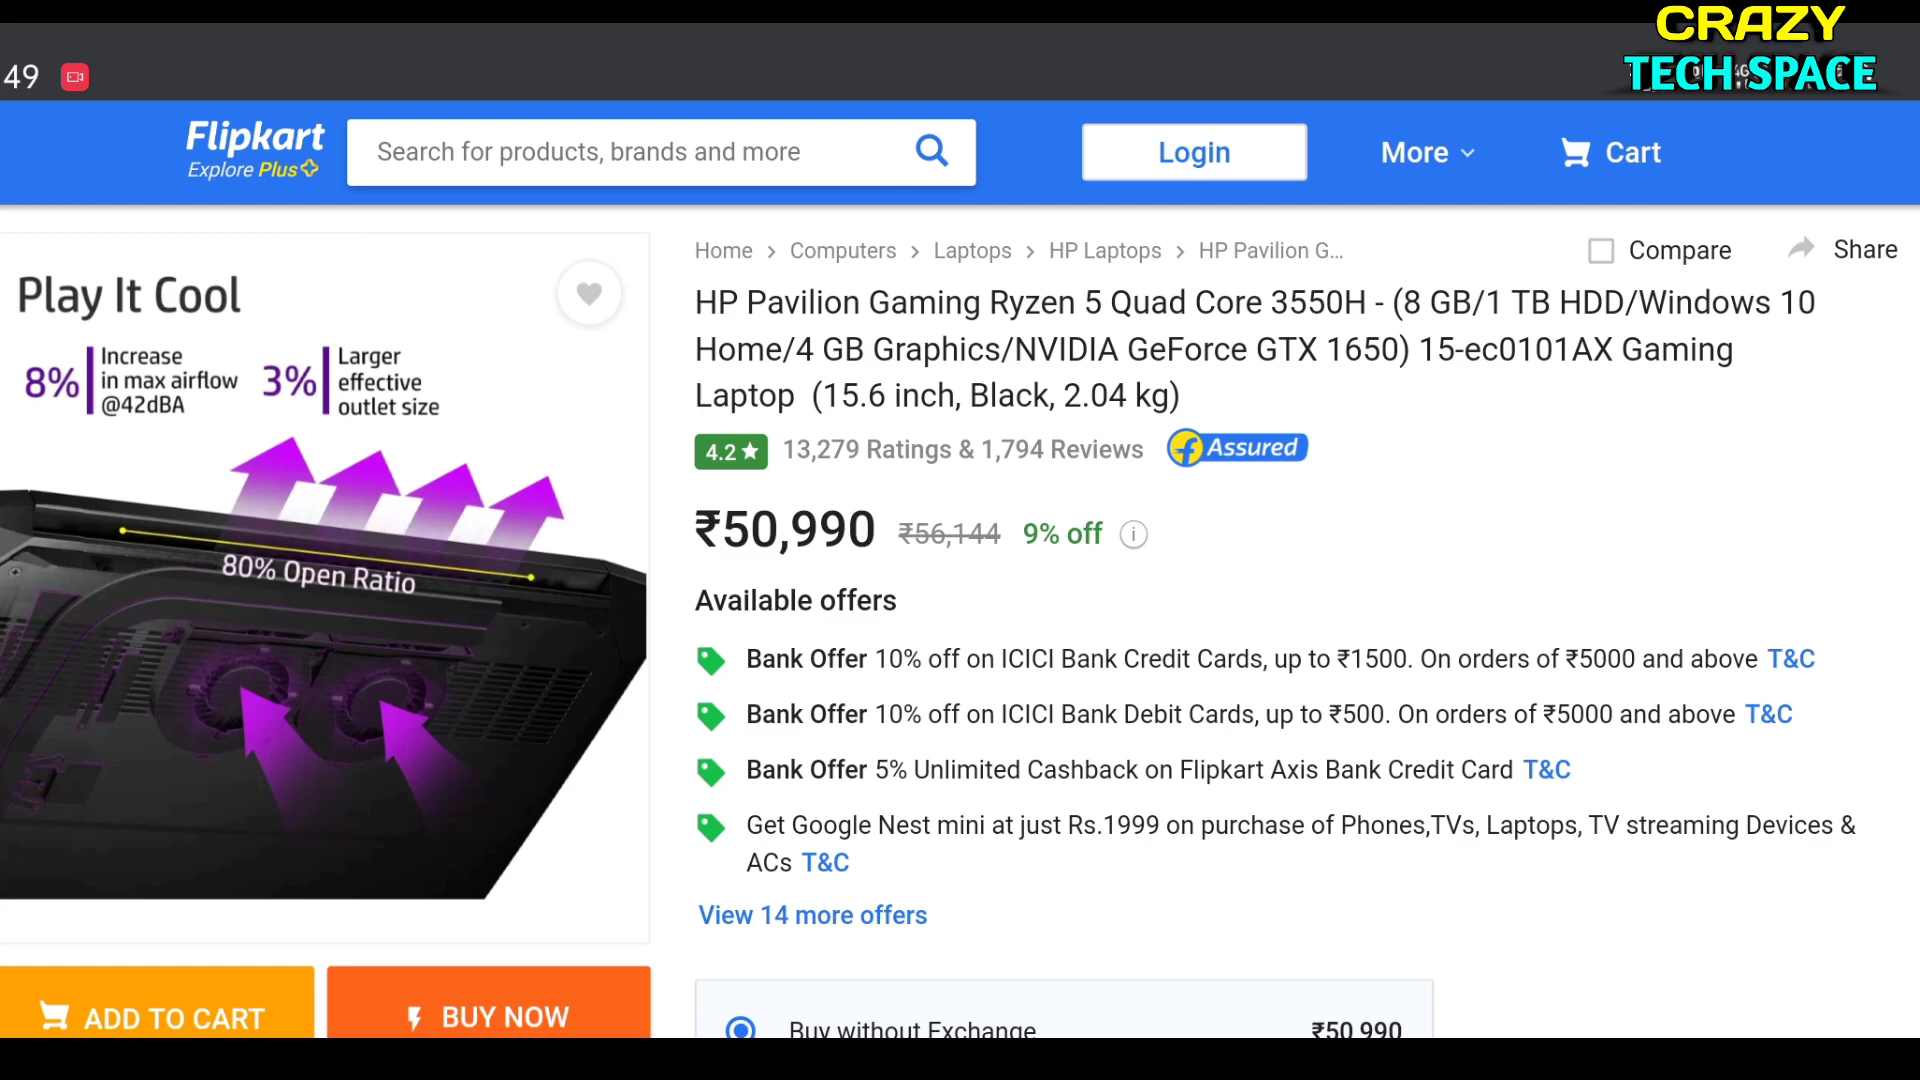 CRAZY
TECH SPACE
49
Flipkart
Explore Plus
Search for products, brands and more
Login
More
Cart
Home > Computers > Laptops > HP Laptops > HP Pavilion G...
Compare
Share
Play It Cool
8% Increase in max airflow @42dBA
3% Larger effective outlet size
80% Open Ratio
HP Pavilion Gaming Ryzen 5 Quad Core 3550H - (8 GB/1 TB HDD/Windows 10
Home/4 GB Graphics/NVIDIA GeForce GTX 1650) 15-ec0101AX Gaming
Laptop (15.6 inch, Black, 2.04 kg)
4.2★ 13,279 Ratings & 1,794 Reviews Assured
₹50,990 ₹56,144 9% off
Available offers
Bank Offer 10% off on ICICI Bank Credit Cards, up to ₹1500. On orders of ₹5000 and above T&C
Bank Offer 10% off on ICICI Bank Debit Cards, up to ₹500. On orders of ₹5000 and above T&C
Bank Offer 5% Unlimited Cashback on Flipkart Axis Bank Credit Card T&C
Get Google Nest mini at just Rs.1999 on purchase of Phones,TVs, Laptops, TV streaming Devices &
ACs T&C
View 14 more offers
ADD TO CART
BUY NOW
Buy without Exchange ₹50,990